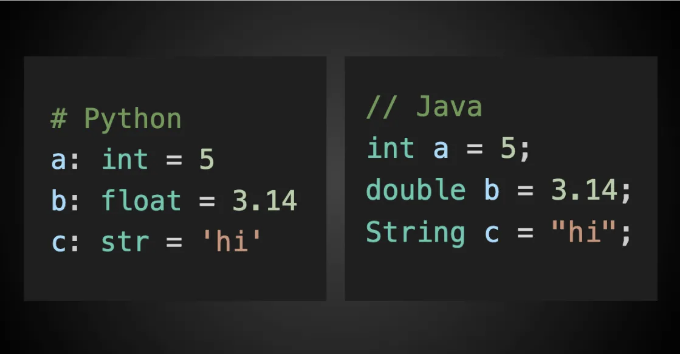 # Python
a: int = 5
b: float = 3.14
c: str = 'hi'
// Java
int a = 5;
double b = 3.14;
String c = "hi";